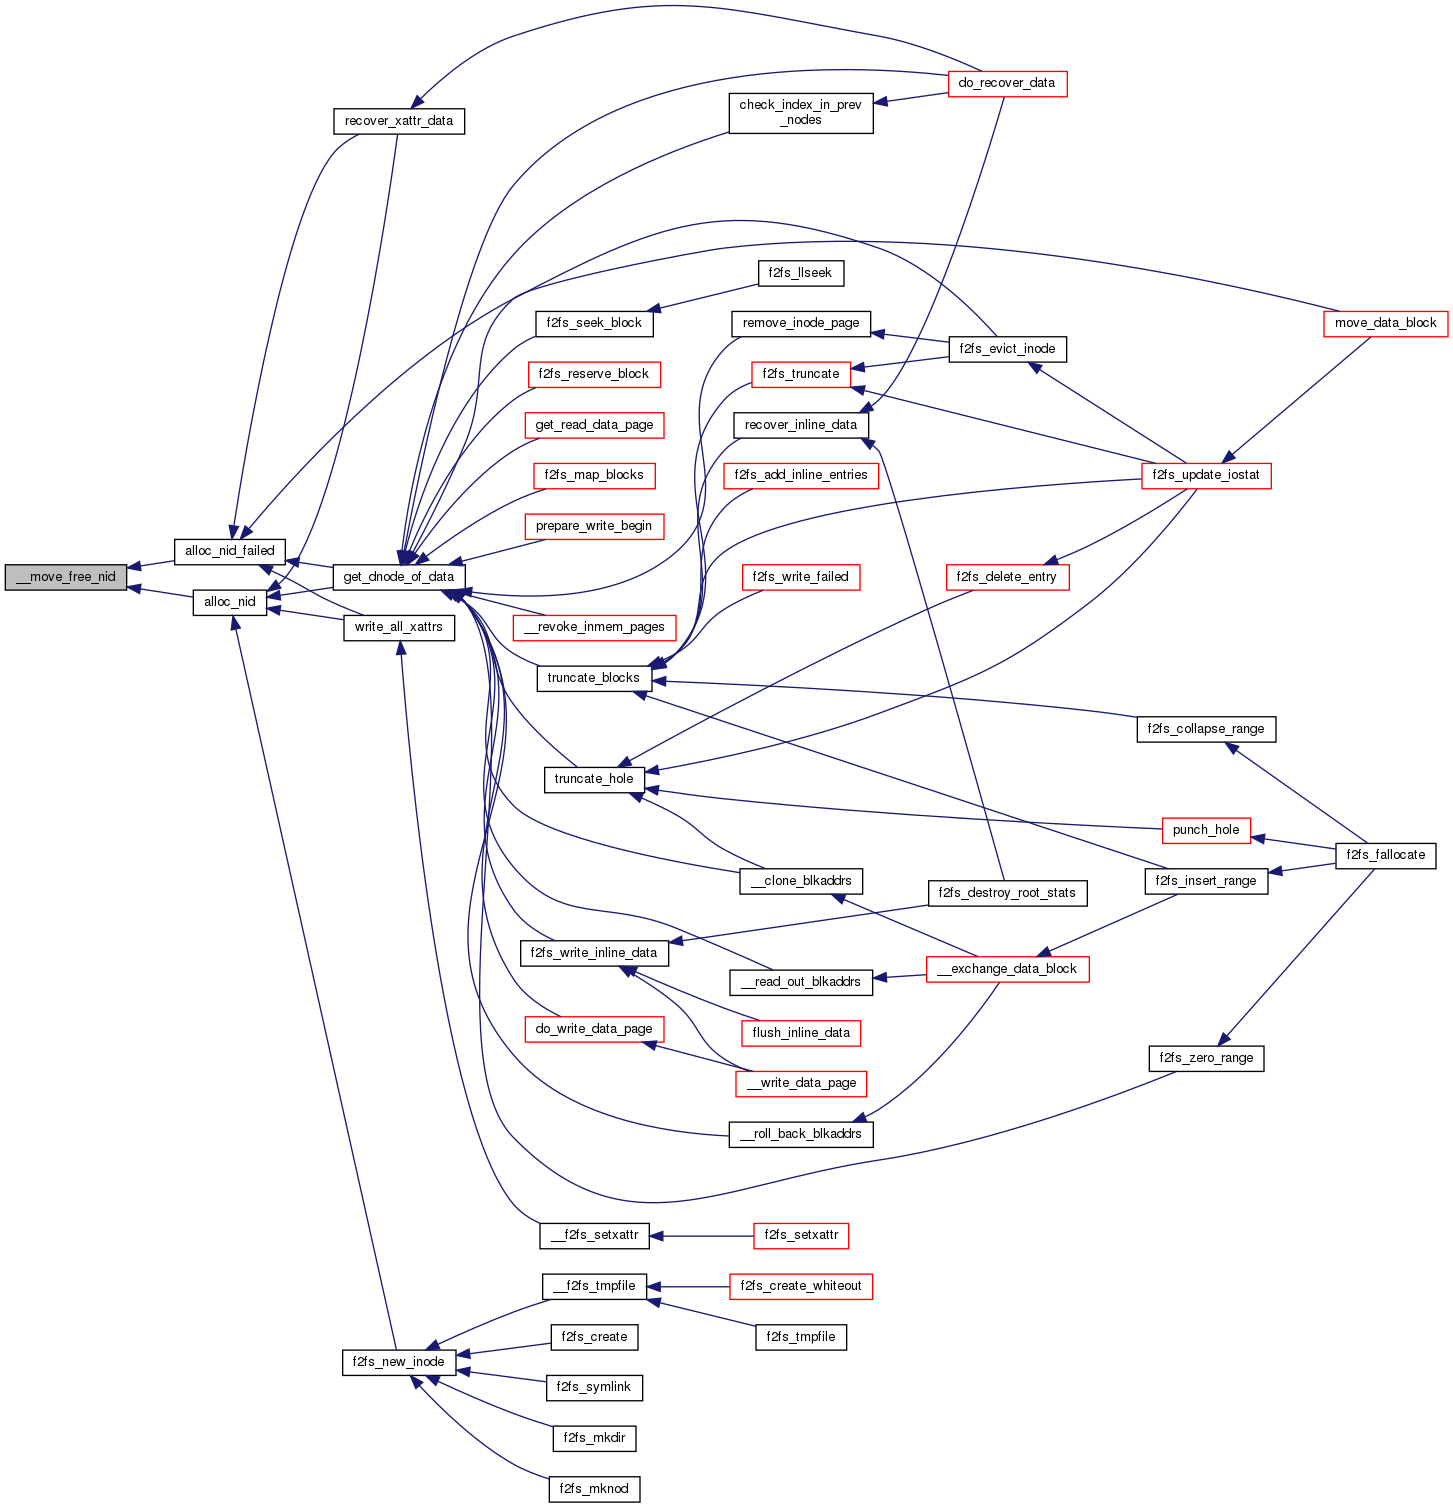 do_recover_data
check_index_in_prev
_nodes
recover_xattr_data
f2fs_llseek
f2fs_seek_block
remove_inode_page
move_data_block
f2fs_evict_inode
f2fs_reserve_block
f2fs_truncate
get_read_data_page
recover_inline_data
f2fs_map_blocks
f2fs_add_inline_entries
f2fs_update_iostat
prepare_write_begin
alloc_nid_failed
__move_free_nid
get_dnode_of_data
f2fs_write_failed
f2fs_delete_entry
alloc_nid
write_all_xattrs
__revoke_inmem_pages
truncate_blocks
f2fs_collapse_range
truncate_hole
punch_hole
f2fs_fallocate
__clone_blkaddrs
f2fs_insert_range
f2fs_destroy_root_stats
f2fs_write_inline_data
__exchange_data_block
__read_out_blkaddrs
do_write_data_page
flush_inline_data
f2fs_zero_range
__write_data_page
__roll_back_blkaddrs
__f2fs_setxattr
f2fs_setxattr
__f2fs_tmpfile
f2fs_create_whiteout
f2fs_create
f2fs_tmpfile
f2fs_new_inode
f2fs_symlink
f2fs_mkdir
f2fs_mknod